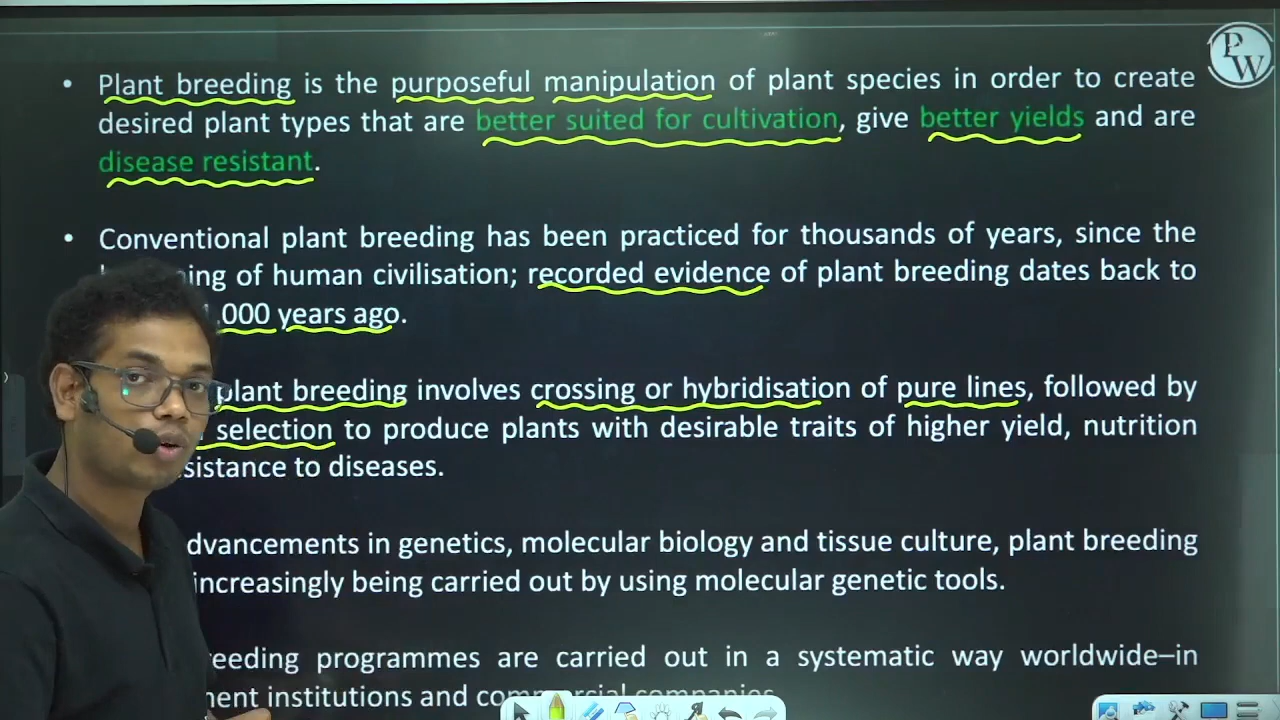 PW
• Plant breeding is the purposeful manipulation of plant species in order to create
desired plant types that are better suited for cultivation, give better yields and are
disease resistant.
• Conventional plant breeding has been practiced for thousands of years, since the
ing of human civilisation; recorded evidence of plant breeding dates back to
,000 years ago.
plant breeding involves crossing or hybridisation of pure lines, followed by
selection to produce plants with desirable traits of higher yield, nutrition
sistance to diseases.
dvancements in genetics, molecular biology and tissue culture, plant breeding
increasingly being carried out by using molecular genetic tools.
reeding programmes are carried out in a systematic way worldwide–in
ment institutions and commercial companies.